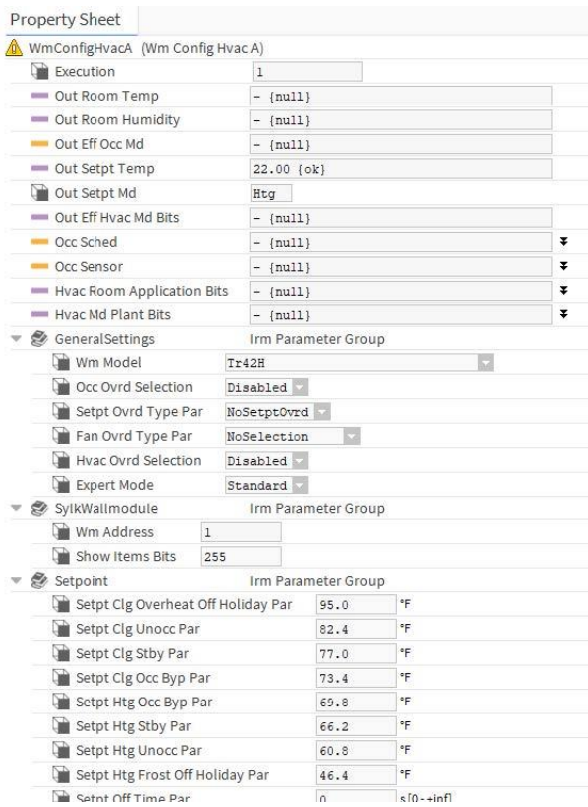 Property Sheet
WmConfigHvacA (Wm Config Hvac A)
Execution 1
Out Room Temp - {null}
Out Room Humidity - {null}
Out Eff Occ Md - {null}
Out Setpt Temp 22.00 {ok}
Out Setpt Md Htg
Out Eff Hvac Md Bits - {null}
Occ Sched - {null}
Occ Sensor - {null}
Hvac Room Application Bits - {null}
Hvac Md Plant Bits - {null}
GeneralSettings Irm Parameter Group
Wm Model Tr42H
Occ Ovrd Selection Disabled
Setpt Ovrd Type Par NoSetptOvrd
Fan Ovrd Type Par NoSelection
Hvac Ovrd Selection Disabled
Expert Mode Standard
SylkWallmodule Irm Parameter Group
Wm Address 1
Show Items Bits 255
Setpoint Irm Parameter Group
Setpt Clg Overheat Off Holiday Par 95.0 °F
Setpt Clg Unocc Par 82.4 °F
Setpt Clg Stby Par 77.0 °F
Setpt Clg Occ Byp Par 73.4 °F
Setpt Htg Occ Byp Par 69.8 °F
Setpt Htg Stby Par 66.2 °F
Setpt Htg Unocc Par 60.8 °F
Setpt Htg Frost Off Holiday Par 46.4 °F
Setpt Off Time Par 0 s[0-+inf]